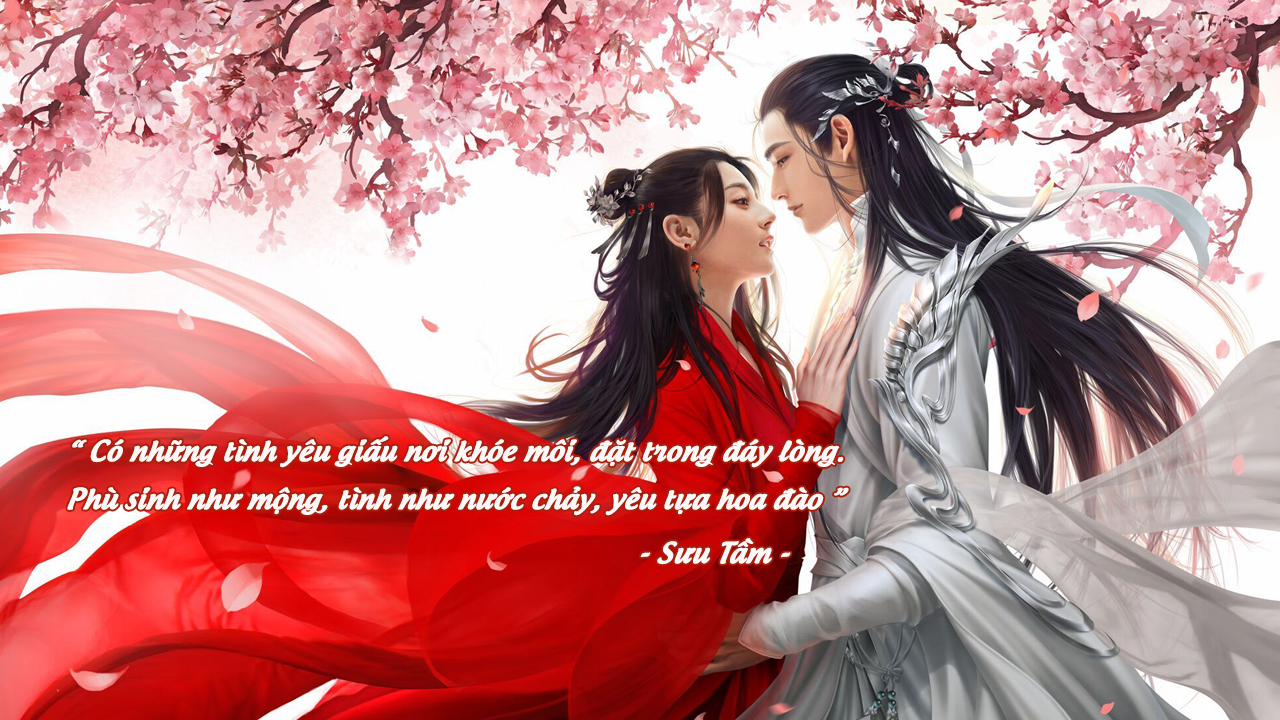 “ Có những tình yêu giấu nơi khóe môi, đặt trong đáy lòng.
Phù sinh như mộng, tình như nước chảy, yêu tựa hoa đào ”
- Sưu Tầm -